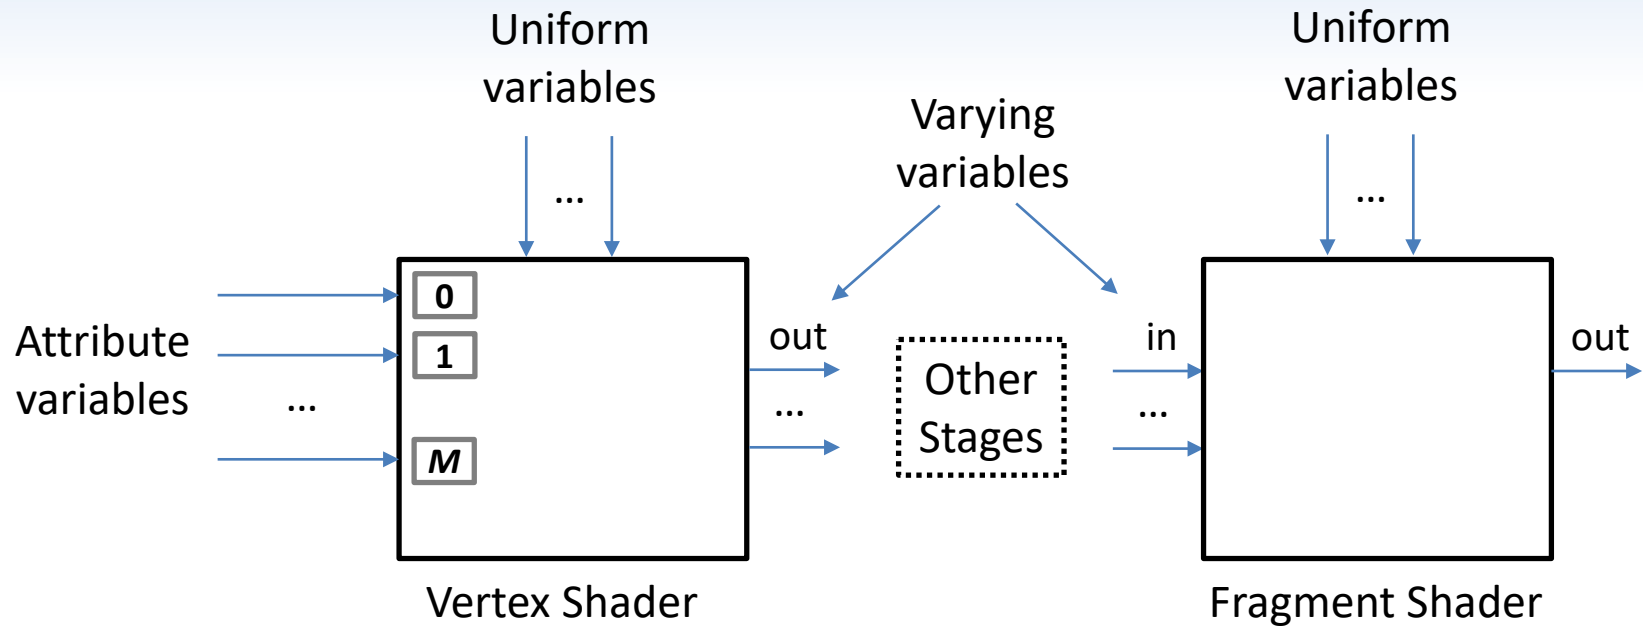 Uniform
variables
Uniform
variables
Varying
variables
...
...
Attribute
variables
...
0
1
M
out
...
Other
Stages
in
...
out
Vertex Shader
Fragment Shader